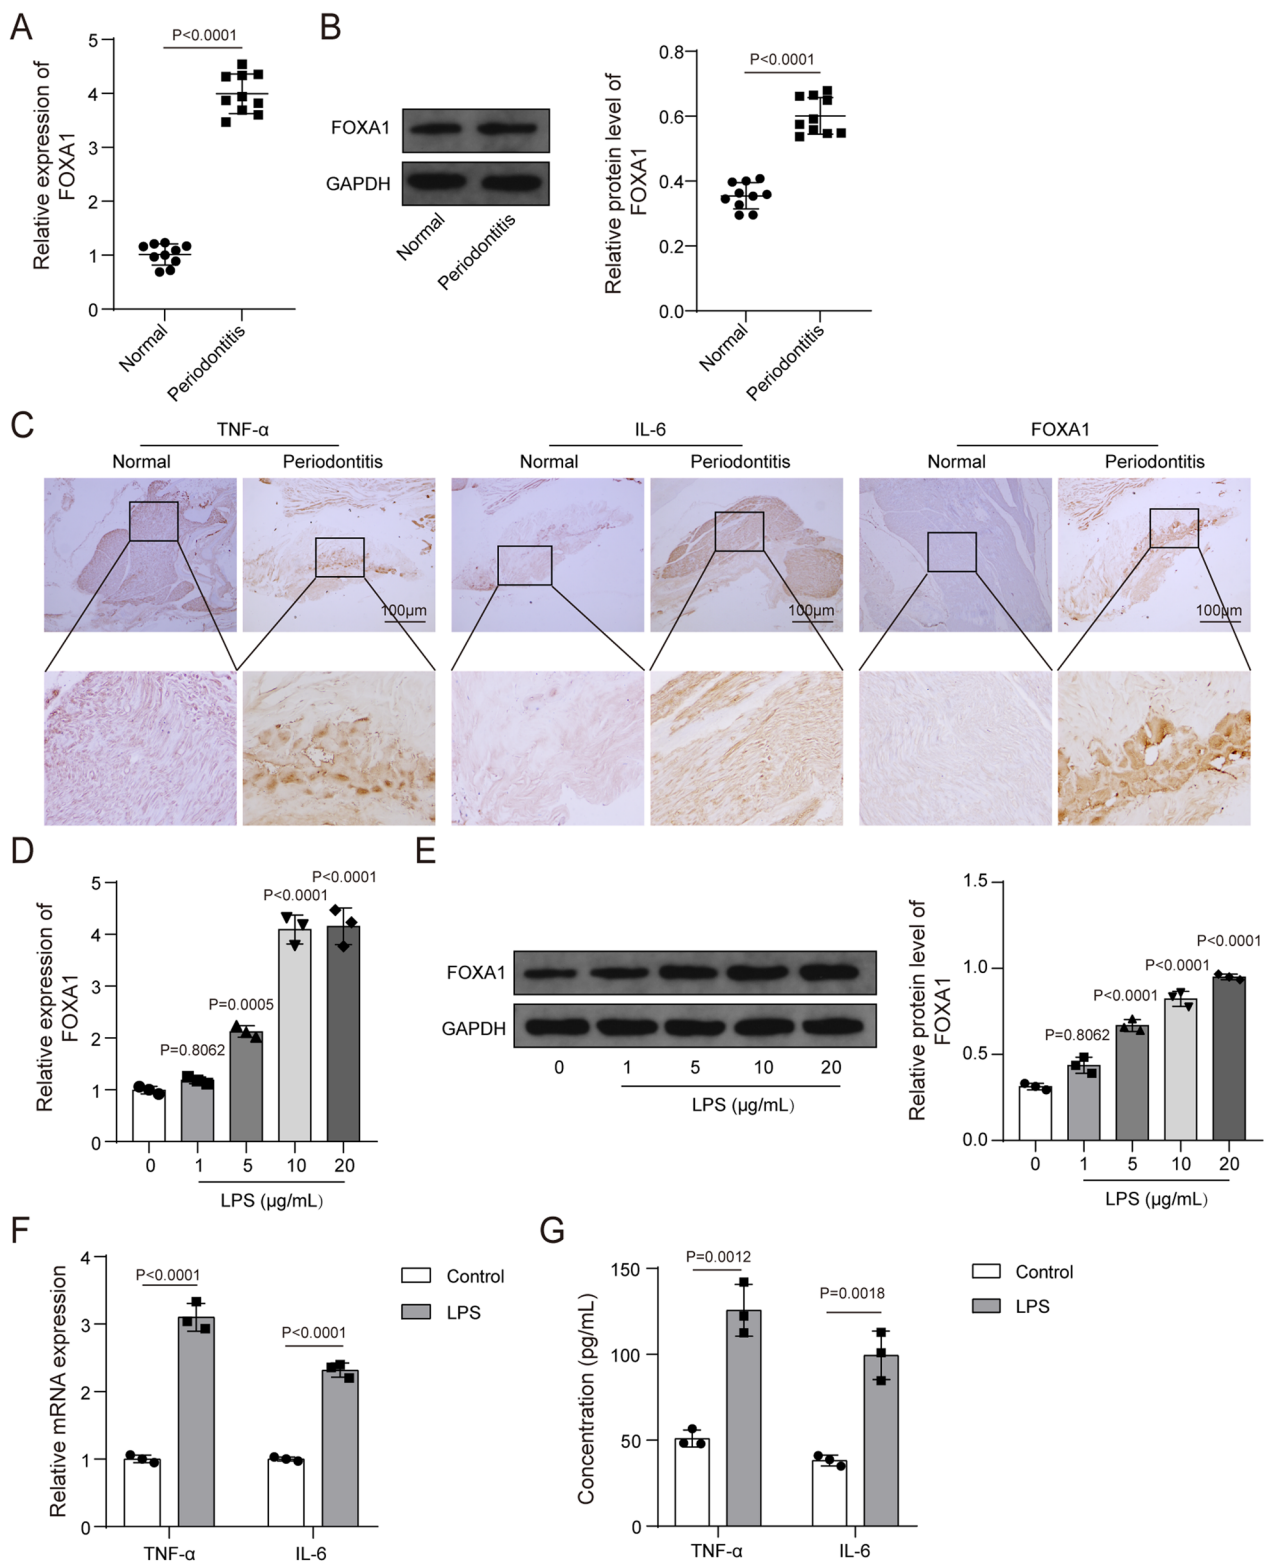 A
Relative expression of
FOXA1
5
4
3
2
1
0
P<0.0001
Normal
Periodontitis
B
FOXA1
GAPDH
Normal
Periodontitis
Relative protein level of
FOXA1
0.8
0.6
0.4
0.2
0.0
P<0.0001
Normal
Periodontitis
C
TNF-α
IL-6
FOXA1
Normal
Periodontitis
Normal
Periodontitis
Normal
Periodontitis
100μm
100μm
100μm
D
Relative expression of
FOXA1
5
4
3
2
1
0
P=0.8062
P=0.0005
P<0.0001
P<0.0001
0 1 5 10 20
LPS (μg/mL)
E
FOXA1
GAPDH
0 1 5 10 20
LPS (μg/mL)
Relative protein level of
FOXA1
1.5
1.0
0.5
0.0
P=0.8062
P<0.0001
P<0.0001
P<0.0001
0 1 5 10 20
LPS (μg/mL)
F
Relative mRNA expression
4
3
2
1
0
P<0.0001
P<0.0001
TNF-α
IL-6
Control
LPS
G
Concentration (pg/mL)
150
100
50
0
P=0.0012
P=0.0018
TNF-α
IL-6
Control
LPS